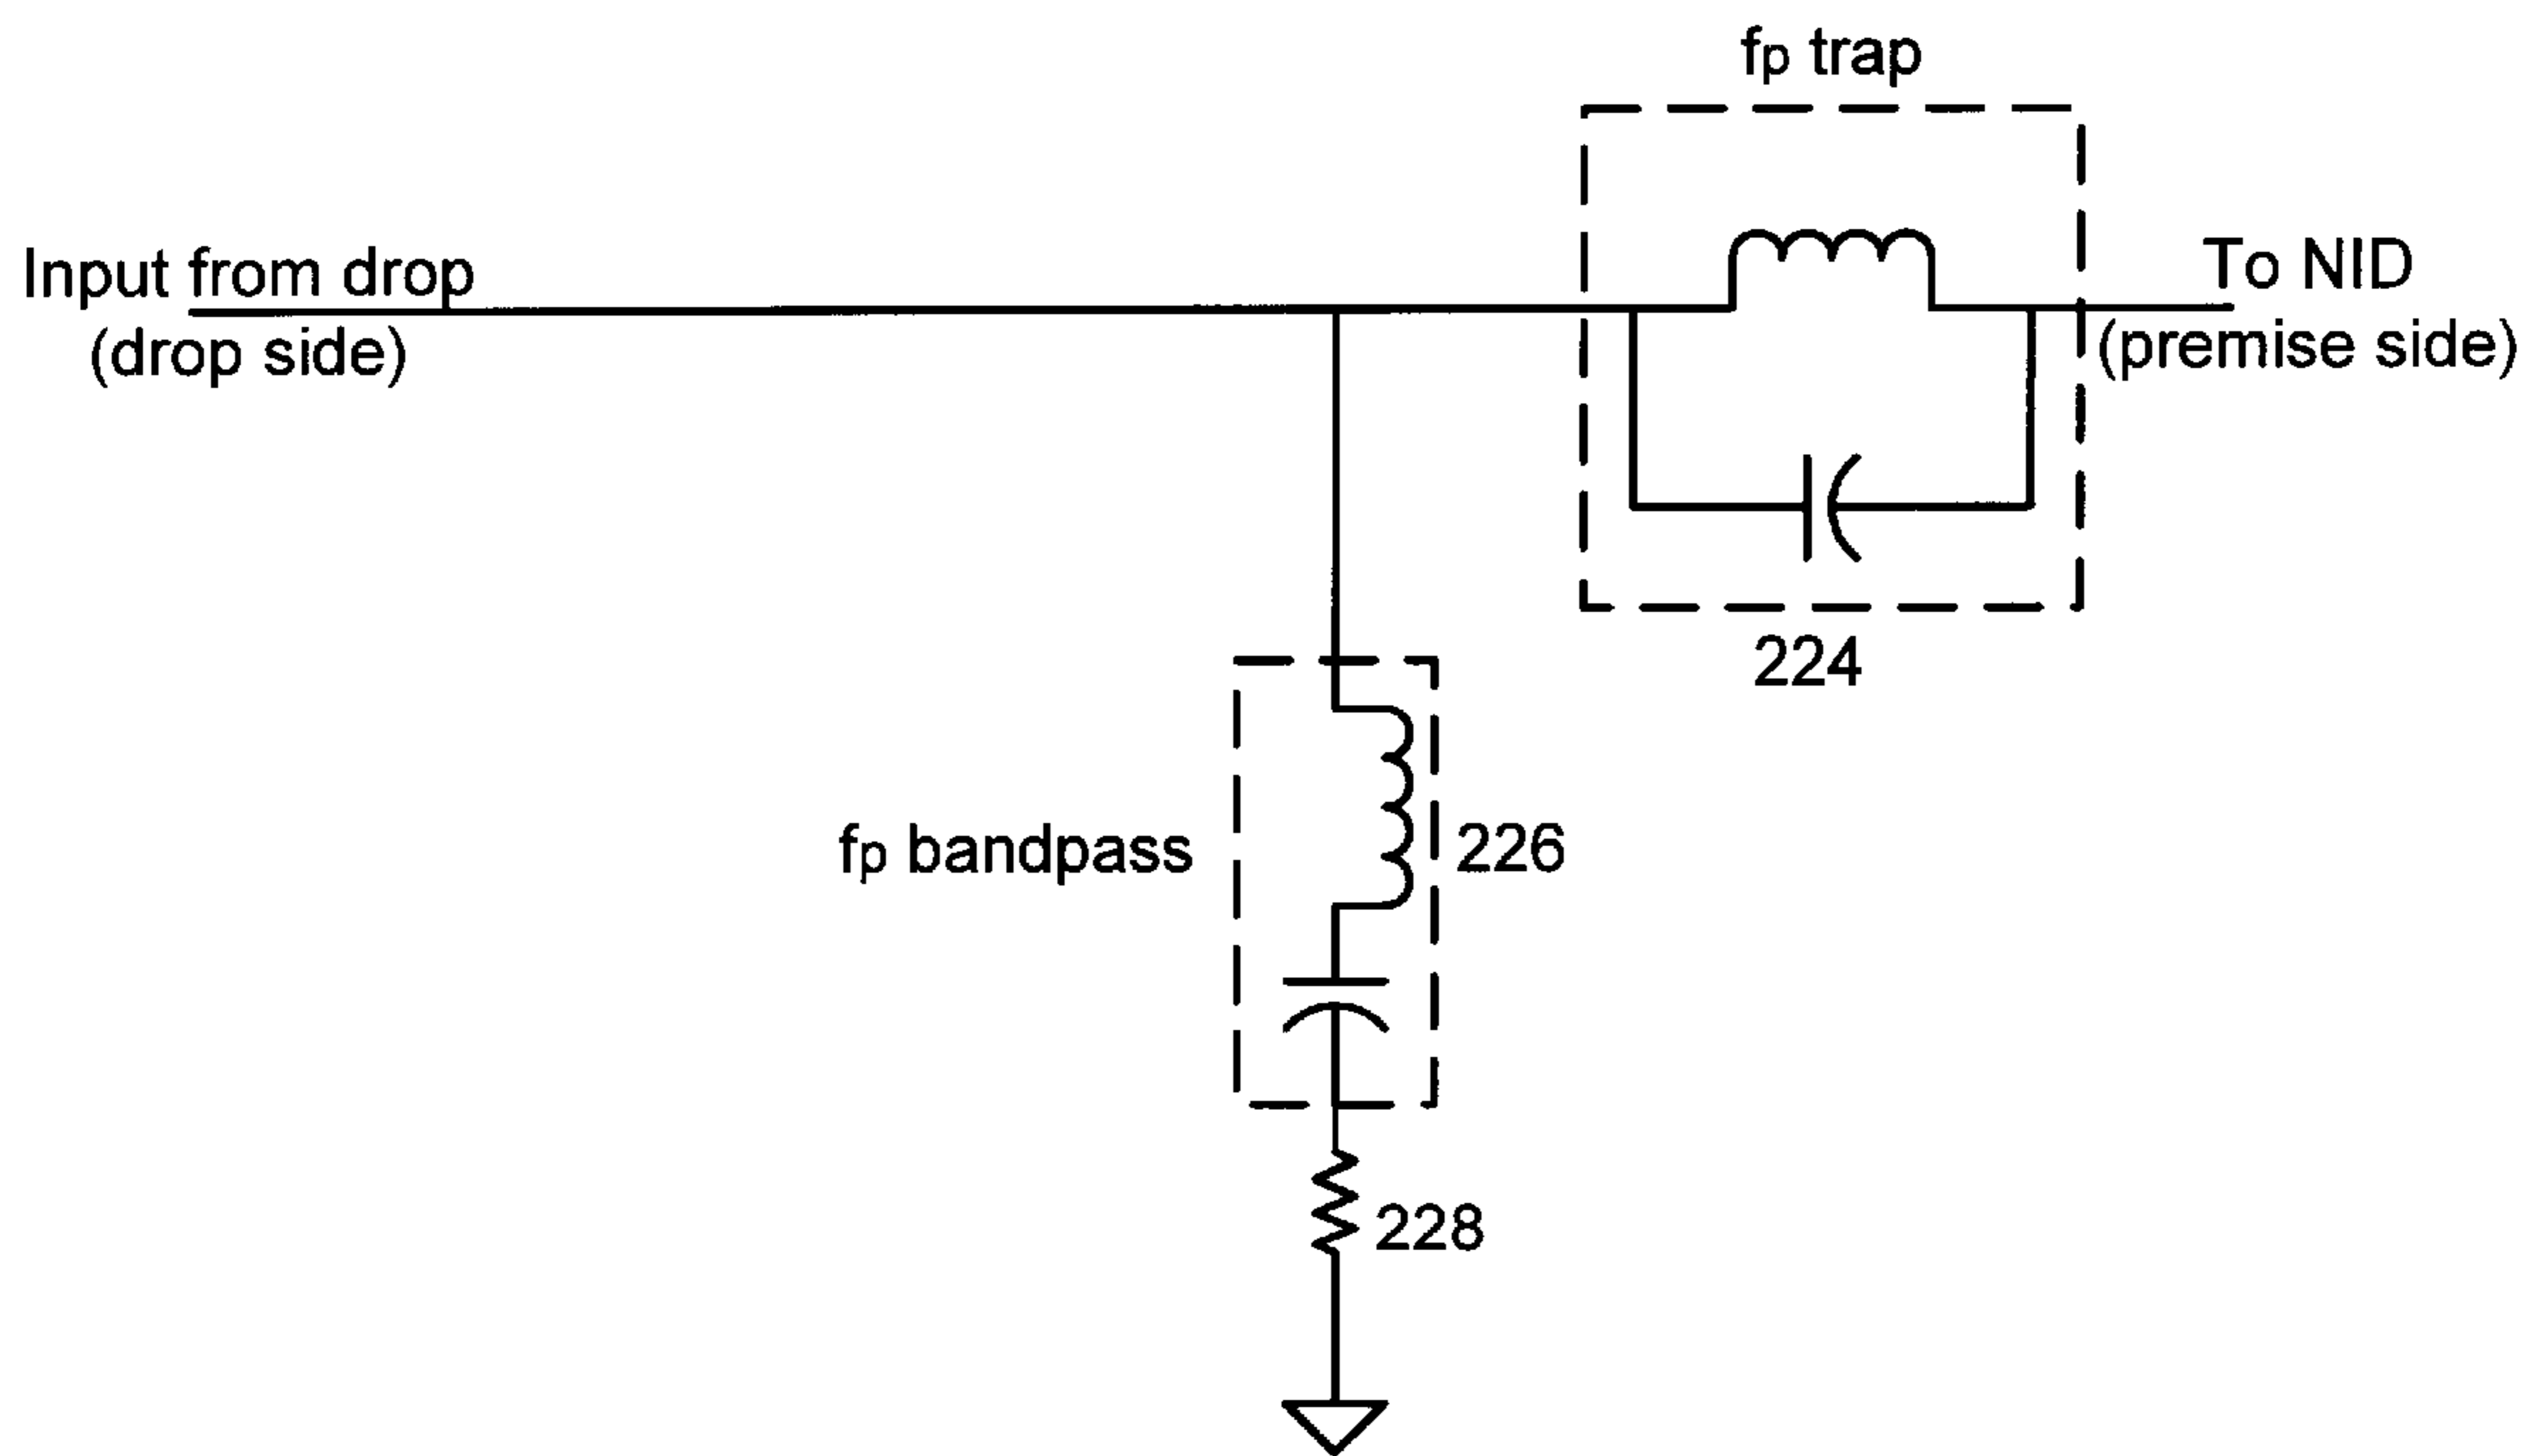 fp trap
Input from drop
(drop side)
To NID
(premise side)
224
fp bandpass
226
228